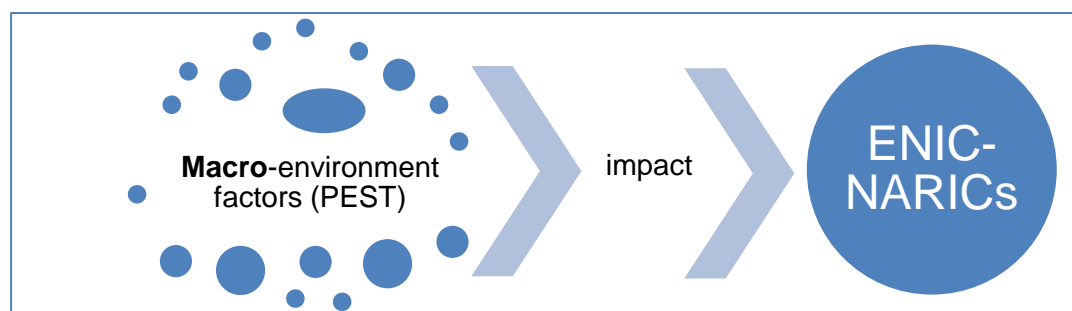 Macro-environment
factors (PEST)
impact
ENIC-
NARICs